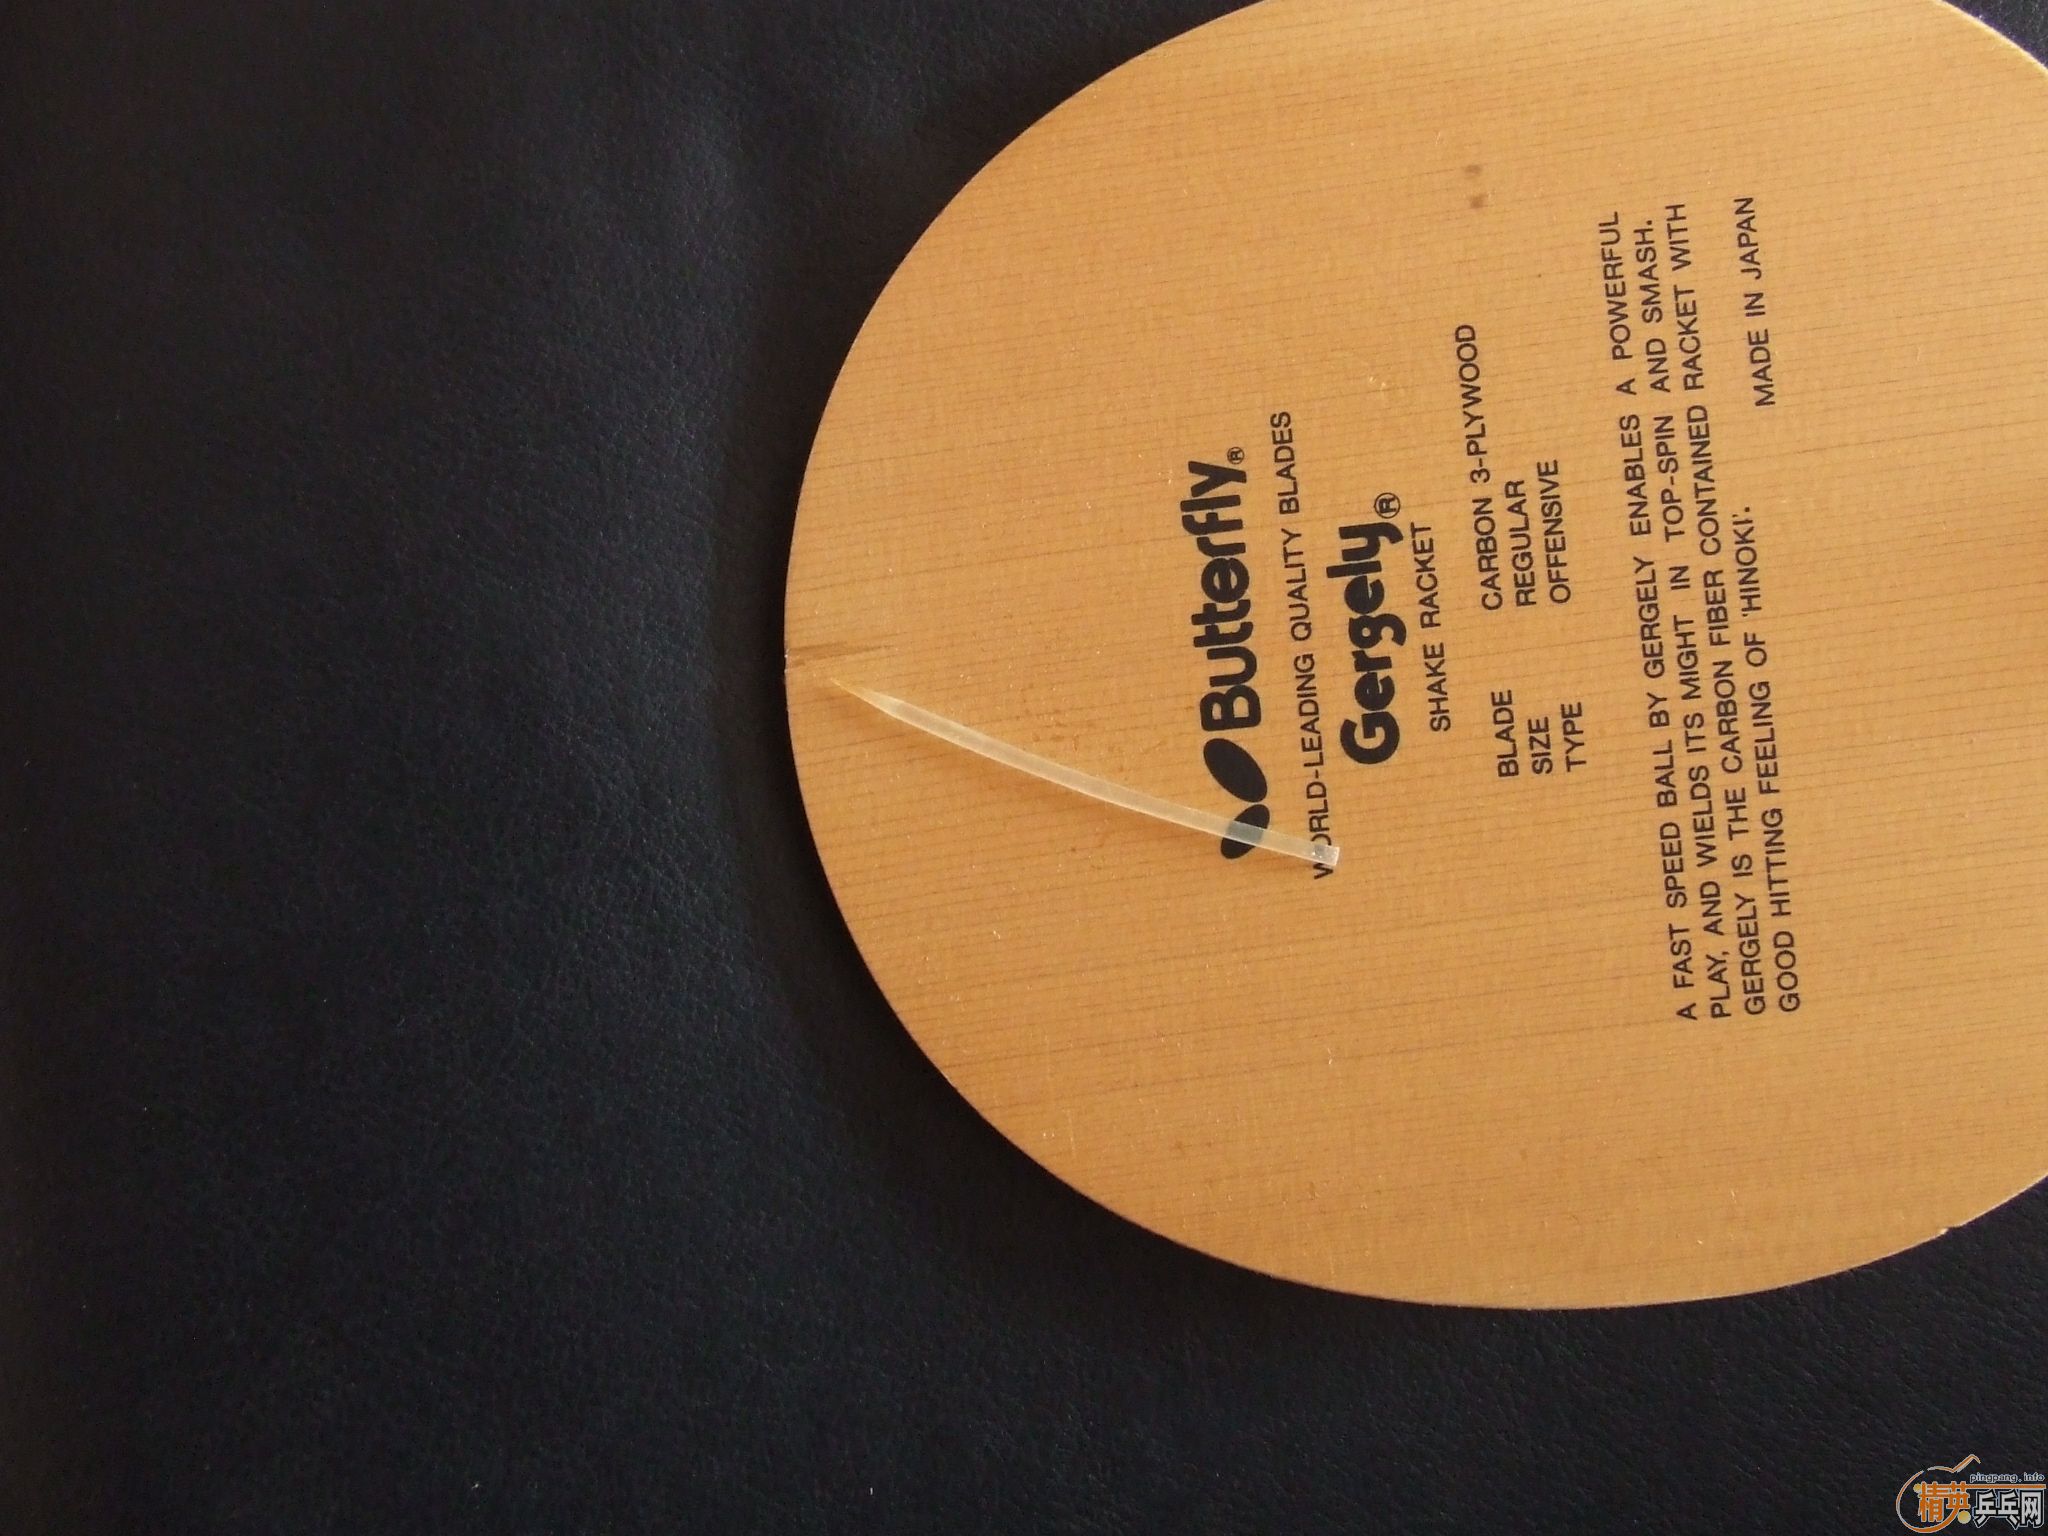 Butterfly®
WORLD-LEADING QUALITY BLADES
Gergely®
SHAKE RACKET
BLADE CARBON 3-PLYWOOD
SIZE REGULAR
TYPE OFFENSIVE
A FAST SPEED BALL BY GERGELY ENABLES A POWERFUL
PLAY, AND WIELDS ITS MIGHT IN TOP-SPIN AND SMASH.
GERGELY IS THE CARBON FIBER CONTAINED RACKET WITH
GOOD HITTING FEELING OF 'HINOKI'.
MADE IN JAPAN
pingpang.info
精英乒乓网